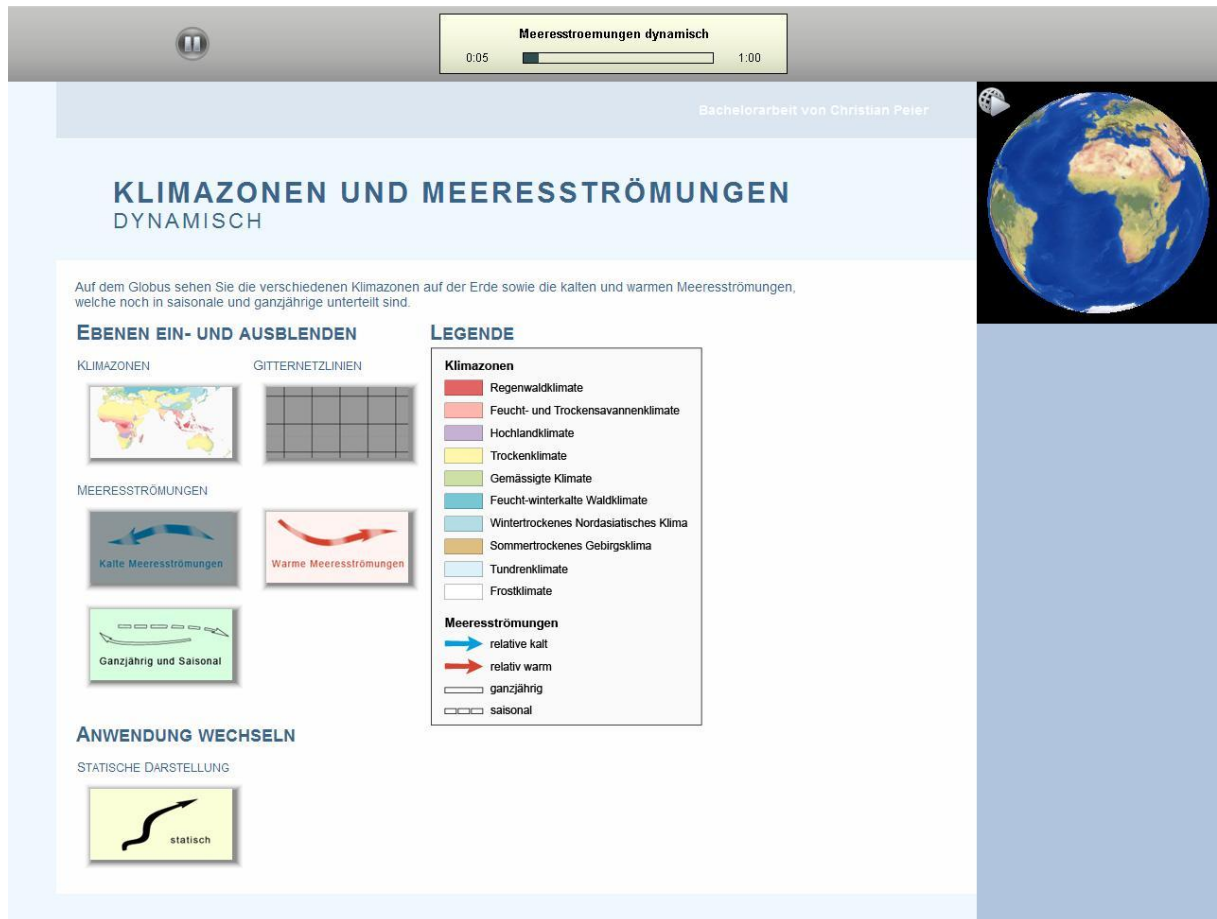 Meeresstroemungen dynamisch
0:05 1:00
Bachelorarbeit von Christian Peier
KLIMAZONEN UND MEERESSTRÖMUNGEN
DYNAMISCH
Auf dem Globus sehen Sie die verschiedenen Klimazonen auf der Erde sowie die kalten und warmen Meeresströmungen,
welche noch in saisonale und ganzjährige unterteilt sind.
EBENEN EIN- UND AUSBLENDEN
KLIMAZONEN
GITTERNETZLINIEN
MEERESSTRÖMUNGEN
Kalte Meeresströmungen
Warme Meeresströmungen
Ganzjährig und Saisonal
ANWENDUNG WECHSELN
STATISCHE DARSTELLUNG
statisch
LEGENDE
Klimazonen
Regenwaldklimate
Feucht- und Trockensavannenklimate
Hochlandklimate
Trockenklimate
Gemässigte Klimate
Feucht-winterkalte Waldklimate
Wintertrockenes Nordasiatisches Klima
Sommertrockenes Gebirgsklima
Tundrenklimate
Frostklimate
Meeresströmungen
relative kalt
relativ warm
ganzjährig
saisonal